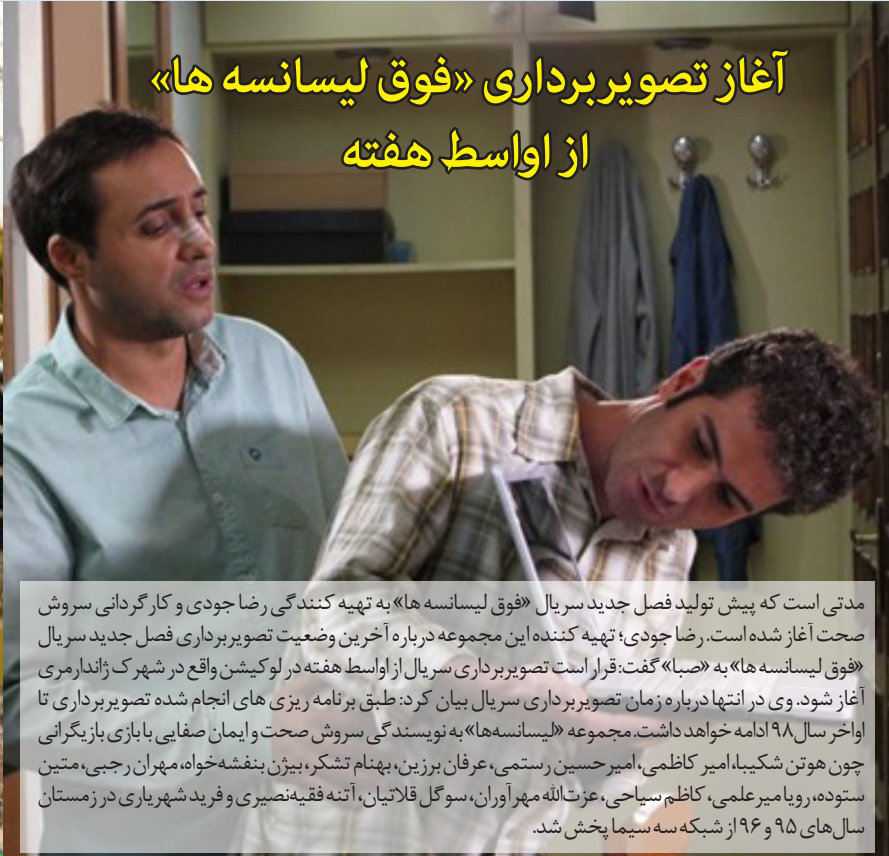 آغاز تصویربرداری «فوق لیسانسه ها»
از اواسط هفته
مدتی است که پیش تولید فصل جدید سریال «فوق لیسانسه ها» به تهیه کنندگی رضا جودی و کارگردانی سروش
صحت آغاز شده است. رضا جودی؛ تهیه کننده این مجموعه درباره آخرین وضعیت تصویربرداری فصل جدید سریال
«فوق لیسانسه ها» به «صبا» گفت: قرار است تصویربرداری سریال از اواسط هفته در لوکیشن واقع در شهرک ژاندارمری
آغاز شود. وی در انتها درباره زمان تصویربرداری سریال بیان کرد: طبق برنامه ریزی های انجام شده تصویربرداری تا
اواخر سال ۹۸ ادامه خواهد داشت. مجموعه «لیسانسه‌ها» به نویسندگی سروش صحت و ایمان صفایی با بازی بازیگرانی
چون هوتن شکیبا، امیر کاظمی، امیرحسین رستمی، عرفان برزین، بهنام تشکر، بیژن بنفشه‌خواه، مهران رجبی، متین
ستوده، رویا میرعلمی، کاظم سیاحی، عزت‌الله مهرآوران، سوگل قلاتیان، آتنه فقیه‌نصیری و فرید شهریاری در زمستان
سال‌های ۹۵ و ۹۶ از شبکه سه سیما پخش شد.